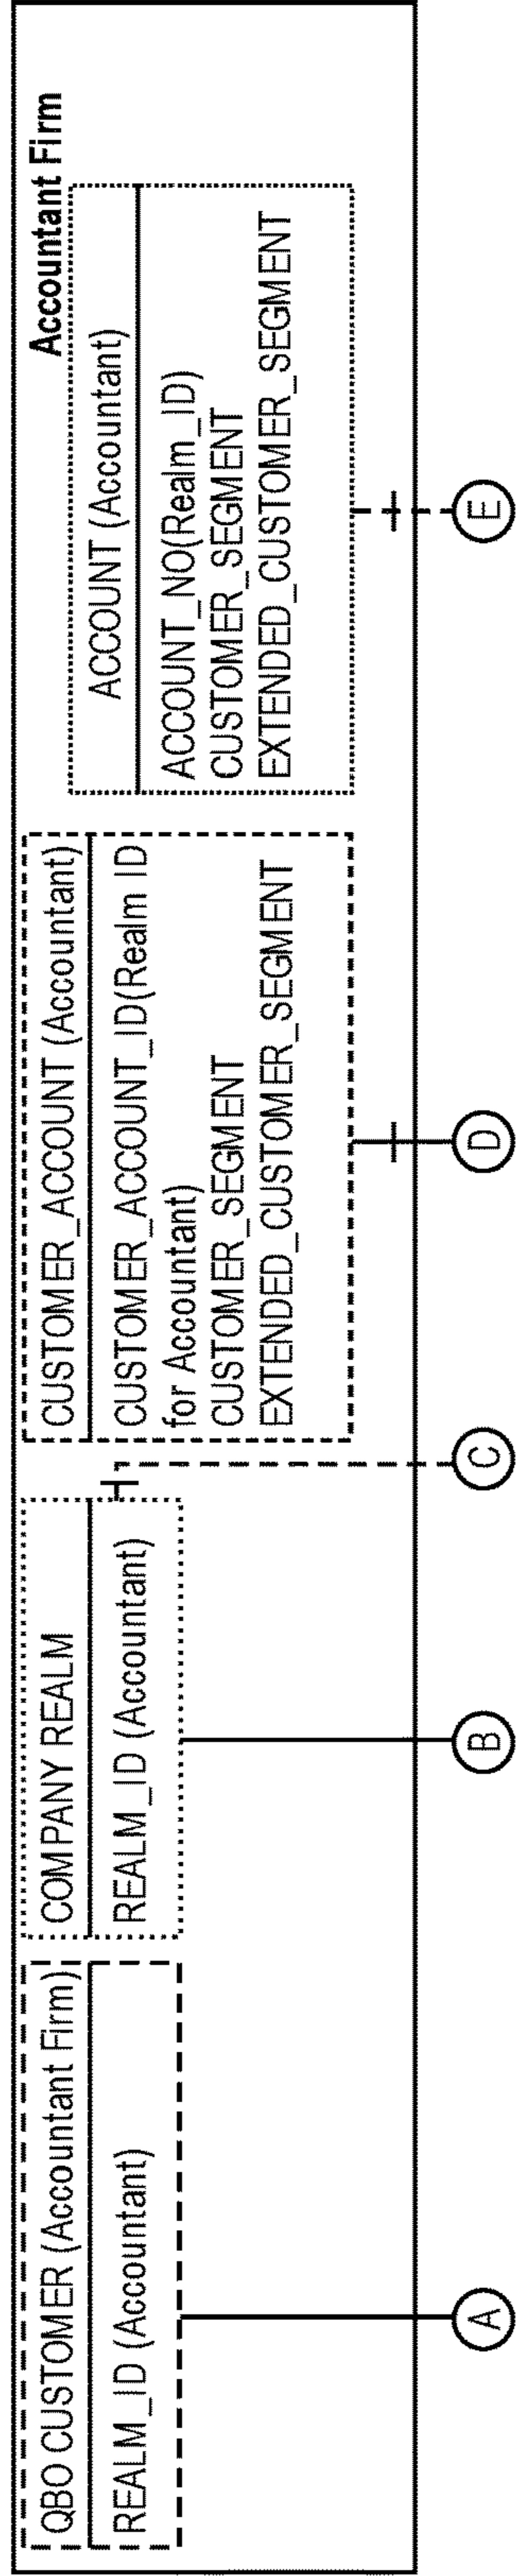 Accountant Firm
QBO CUSTOMER (Accountant Firm)
REALM_ID (Accountant)
COMPANY REALM
REALM_ID (Accountant)
CUSTOMER_ACCOUNT (Accountant)
CUSTOMER_ACCOUNT_ID(Realm ID
for Accountant)
CUSTOMER_SEGMENT
EXTENDED_CUSTOMER_SEGMENT
ACCOUNT (Accountant)
ACCOUNT_NO(Realm_ID)
CUSTOMER_SEGMENT
EXTENDED_CUSTOMER_SEGMENT
A
B
C
D
E